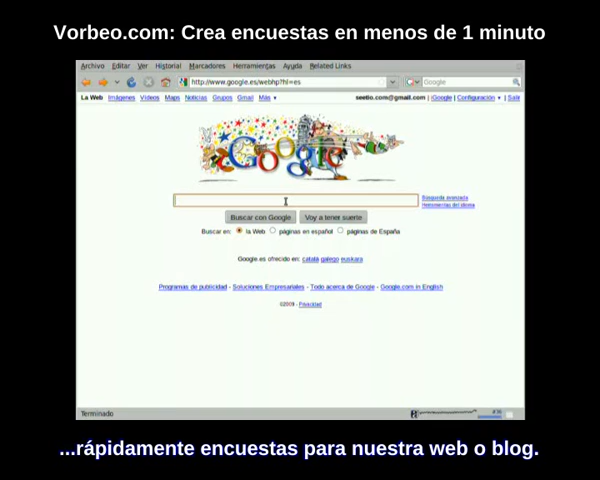 Vorbeo.com: Crea encuestas en menos de 1 minuto
Archivo Editar Ver Historial Marcadores Herramientas Ayuda Related Links
http://www.google.es/webhp?hl=es Google
La Web Imágenes Vídeos Maps Noticias Grupos Gmail Más ▼ seetio.com@gmail.com | iGoogle | Configuración ▼ | Salir
Google
Búsqueda avanzada
Herramientas del idioma
Buscar con Google Voy a tener suerte
Buscar en: la Web páginas en español páginas de España
Google.es ofrecido en: català galego euskara
Programas de publicidad - Soluciones Empresariales - Todo acerca de Google - Google.com in English
©2009 - Privacidad
Terminado
...rápidamente encuestas para nuestra web o blog.